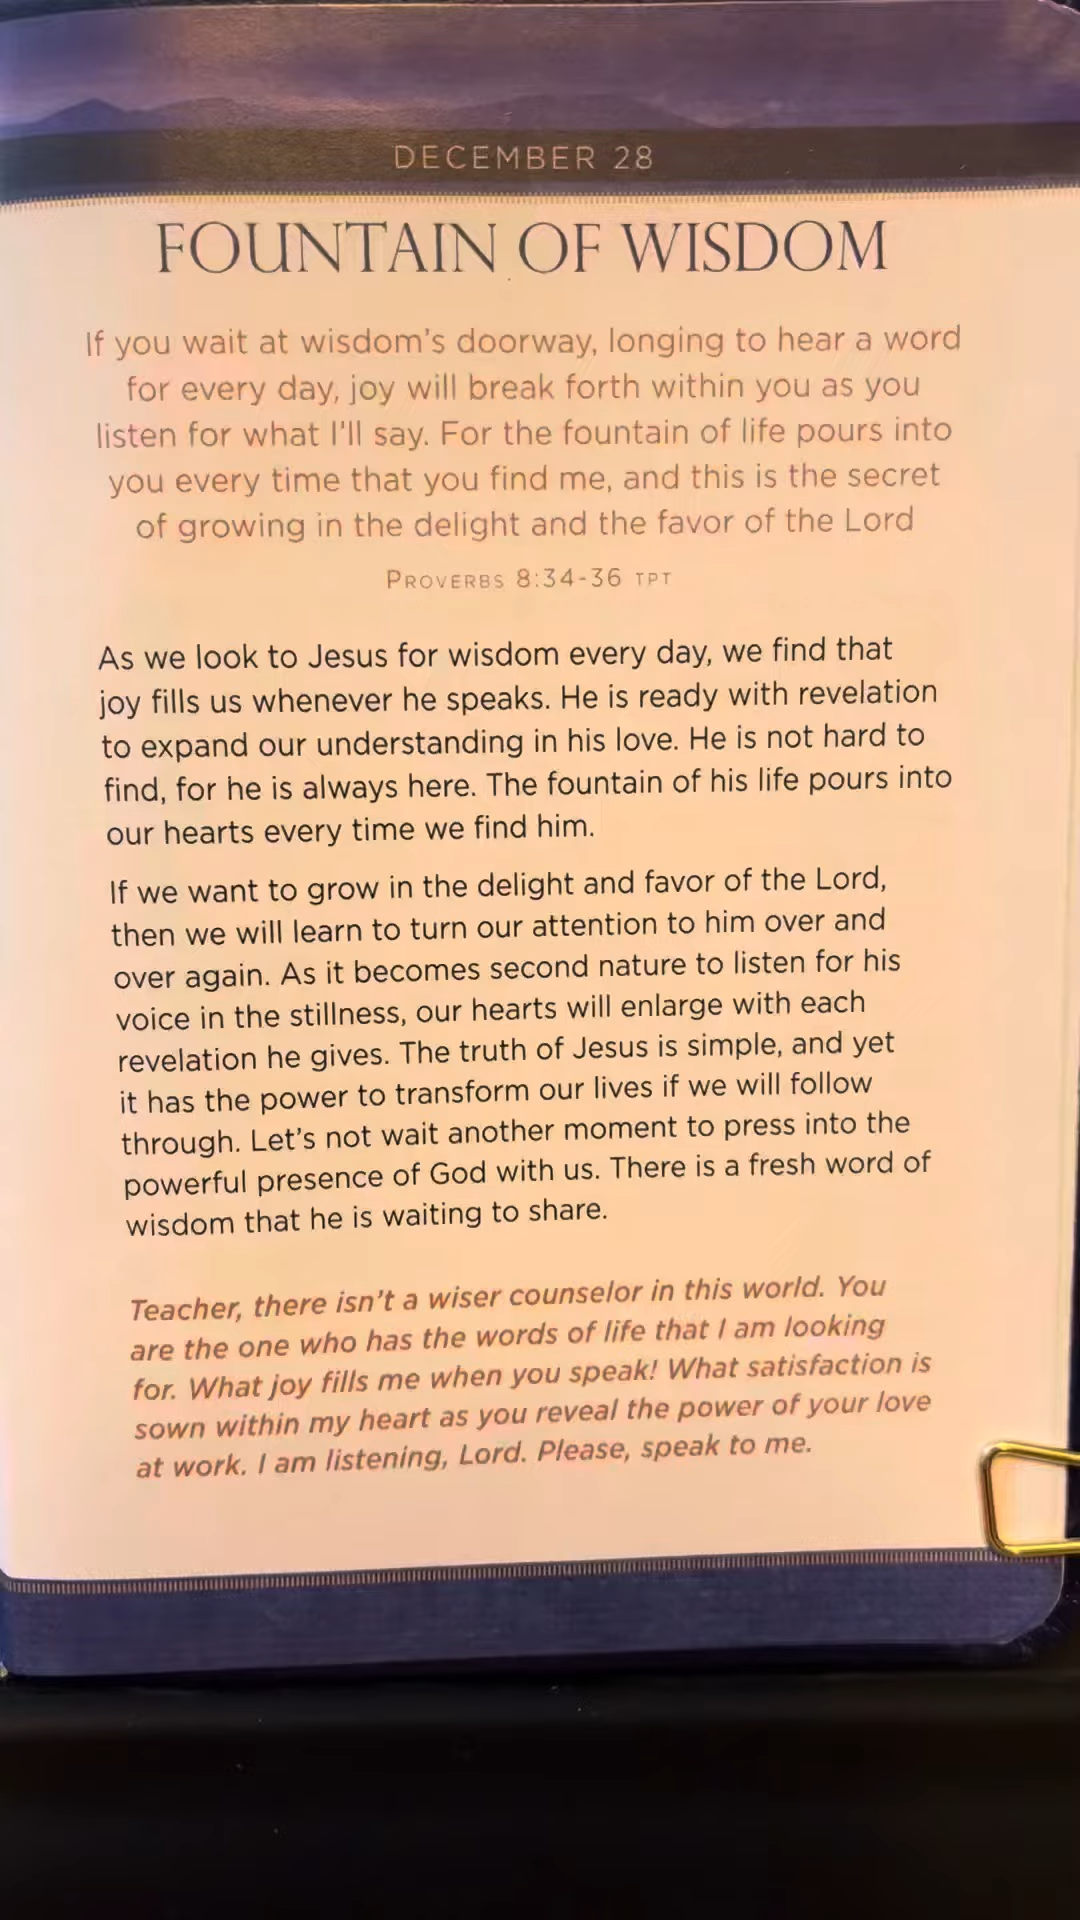 DECEMBER 28
FOUNTAIN OF WISDOM
If you wait at wisdom's doorway, longing to hear a word
for every day, joy will break forth within you as you
listen for what I'll say. For the fountain of life pours into
you every time that you find me, and this is the secret
of growing in the delight and the favor of the Lord
PROVERBS 8:34-36 TPT
As we look to Jesus for wisdom every day, we find that
joy fills us whenever he speaks. He is ready with revelation
to expand our understanding in his love. He is not hard to
find, for he is always here. The fountain of his life pours into
our hearts every time we find him.
If we want to grow in the delight and favor of the Lord,
then we will learn to turn our attention to him over and
over again. As it becomes second nature to listen for his
voice in the stillness, our hearts will enlarge with each
revelation he gives. The truth of Jesus is simple, and yet
it has the power to transform our lives if we will follow
through. Let's not wait another moment to press into the
powerful presence of God with us. There is a fresh word of
wisdom that he is waiting to share.
Teacher, there isn't a wiser counselor in this world. You
are the one who has the words of life that I am looking
for. What joy fills me when you speak! What satisfaction is
sown within my heart as you reveal the power of your love
at work. I am listening, Lord. Please, speak to me.